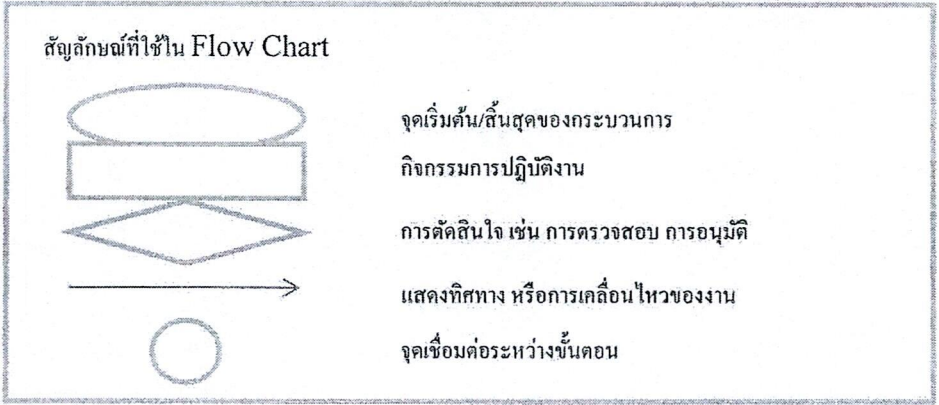 สัญลักษณ์ที่ใช้ใน Flow Chart
จุดเริ่มต้น/สิ้นสุดของกระบวนการ
กิจกรรมการปฏิบัติงาน
การตัดสินใจ เช่น การตรวจสอบ การอนุมัติ
แสดงทิศทาง หรือการเคลื่อนไหวของงาน
จุดเชื่อมต่อระหว่างขั้นตอน